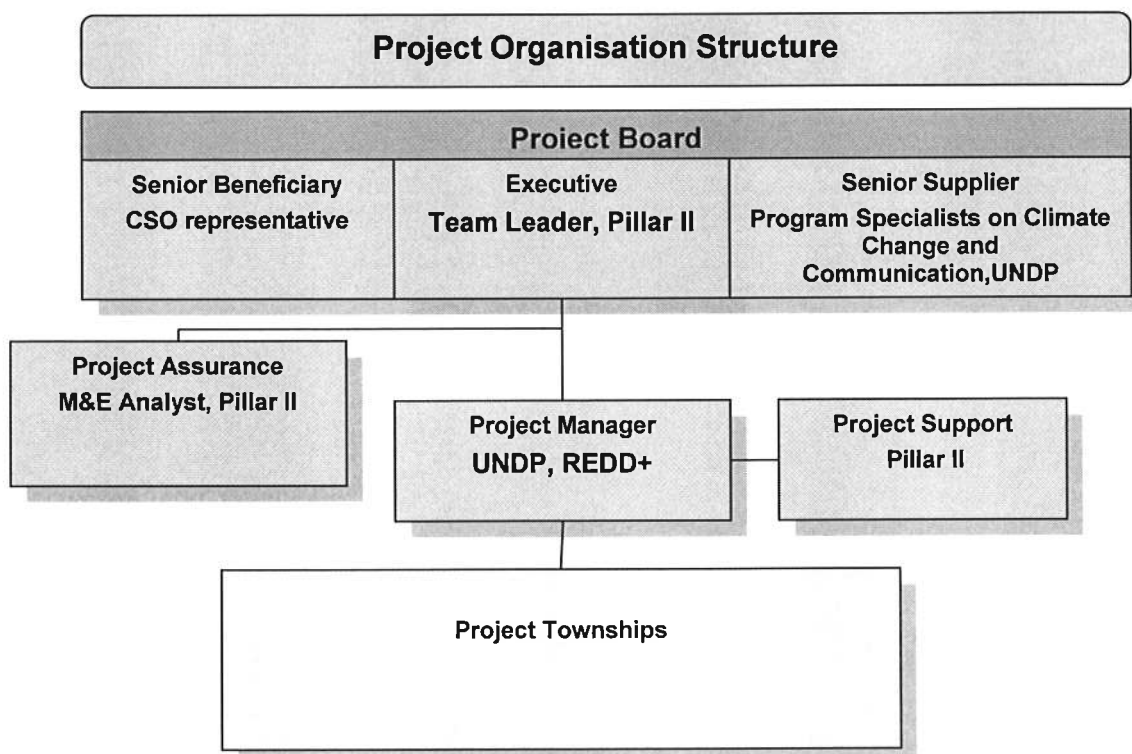 Project Organisation Structure
Project Board
Senior Beneficiary
CSO representative
Executive
Team Leader, Pillar II
Senior Supplier
Program Specialists on Climate
Change and
Communication,UNDP
Project Assurance
M&E Analyst, Pillar II
Project Manager
UNDP, REDD+
Project Support
Pillar II
Project Townships